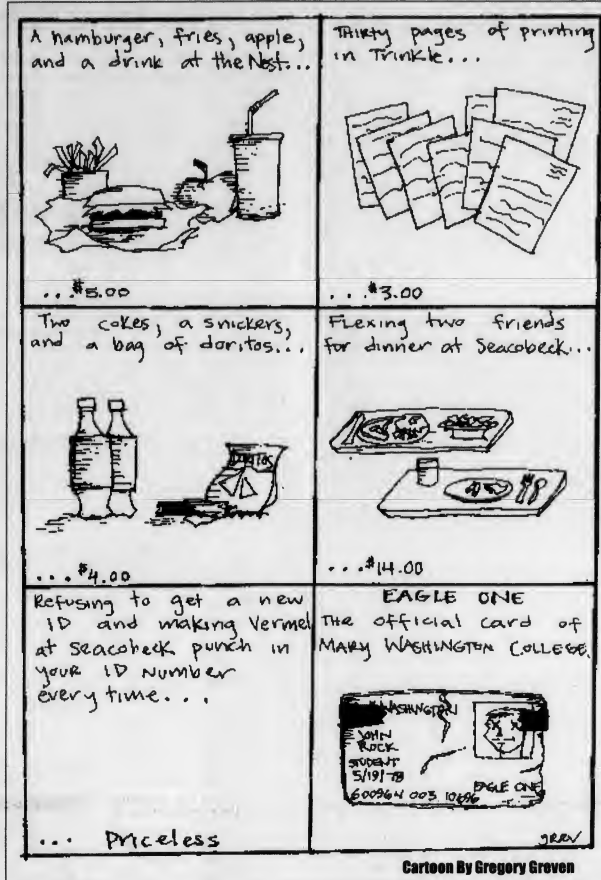 A hamburger, fries, apple,
and a drink at the Nest...
...$5.00
Thirty pages of printing
in Trinkle...
...$3.00
Two cokes, a snickers,
and a bag of doritos...
Doritos
...$4.00
Flexing two friends
for dinner at Seacobeck...
...$14.00
Refusing to get a new
ID and making Vermel
at Seacobeck punch in
your ID Number
every time...
... Priceless
EAGLE ONE
The official card of
MARY WASHINGTON COLLEGE.
WASHINGTON
JOHN
ROCK
STUDENT
5/19/78
EAGLE ONE
grev
Cartoon By Gregory Greven